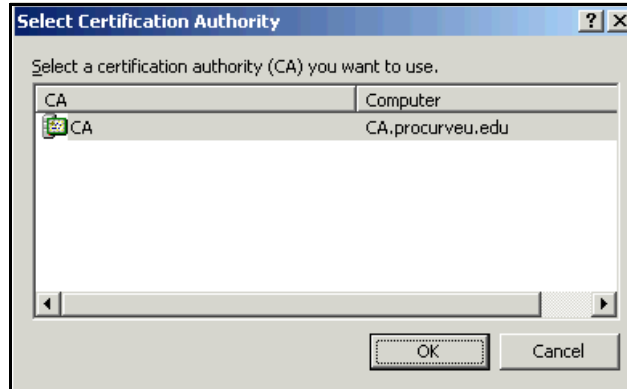 Select Certification Authority
Select a certification authority (CA) you want to use.
CA Computer
CA CA.procurveu.edu
OK Cancel